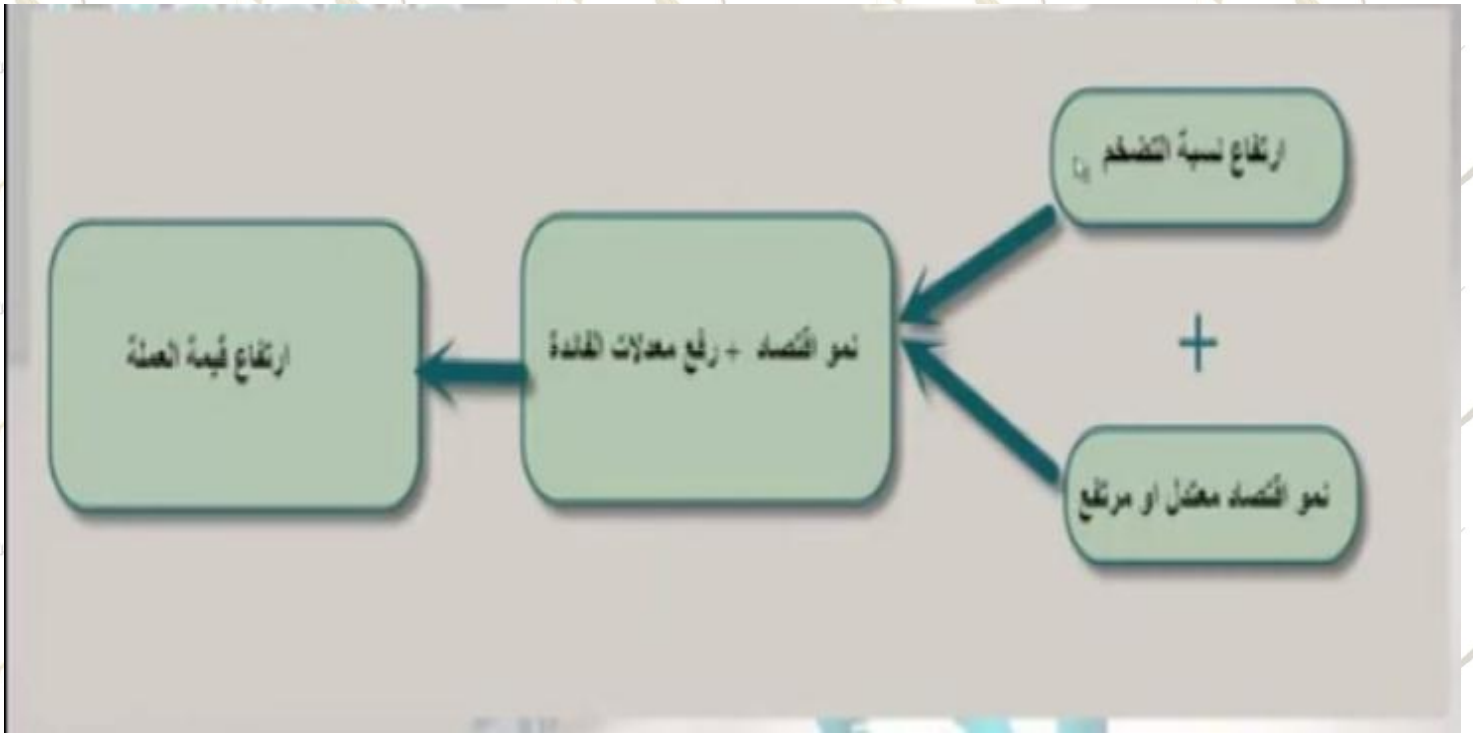 ارتفاع نسبة التضخم
+
نمو اقتصاد معتدل او مرتفع
نمو اقتصاد + رفع معدلات الفائدة
ارتفاع قيمة العملة